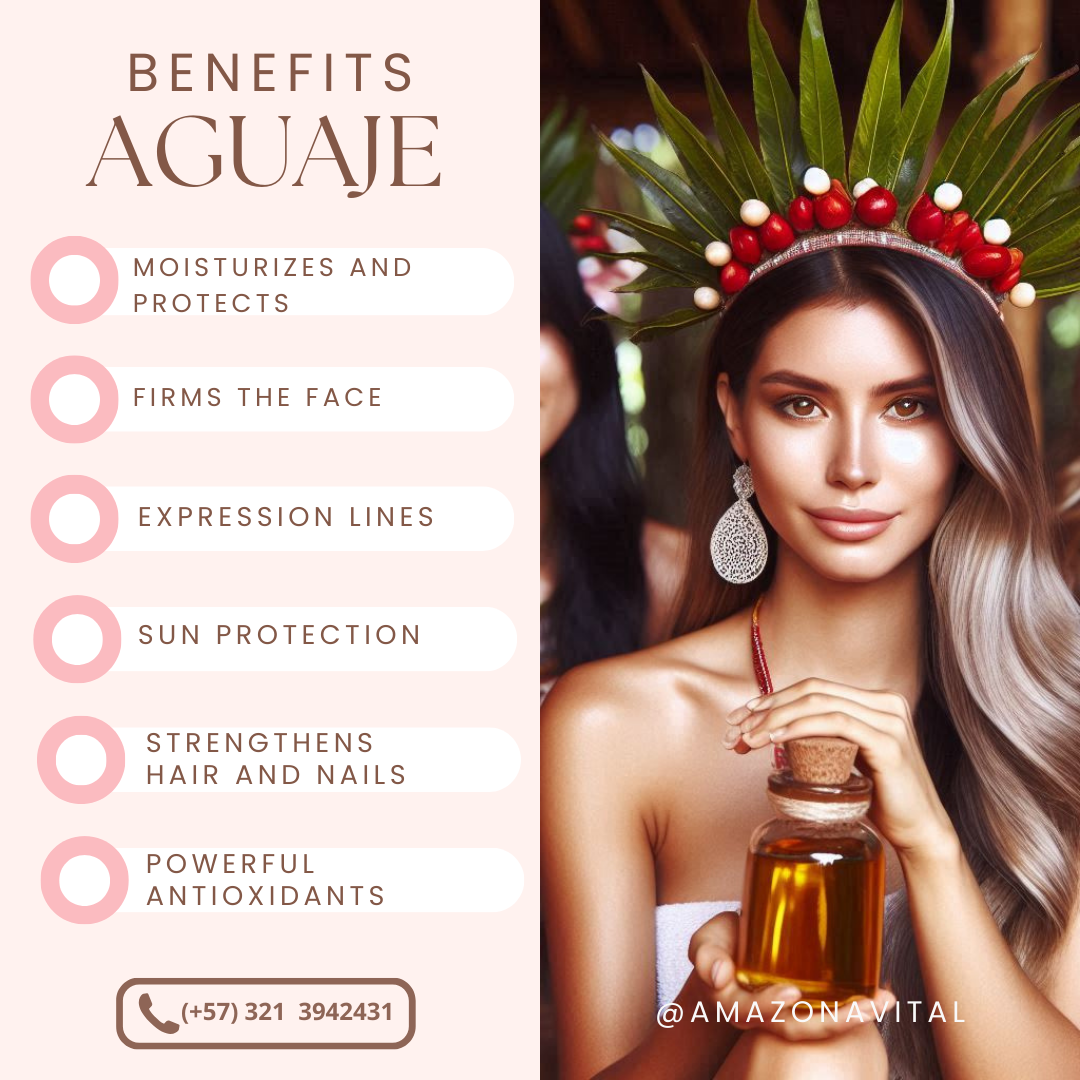 BENEFITS
AGUAJE
MOISTURIZES AND
PROTECTS
FIRMS THE FACE
EXPRESSION LINES
SUN PROTECTION
STRENGTHENS
HAIR AND NAILS
POWERFUL
ANTIOXIDANTS
(+57) 321 3942431
@AMAZONAVITAL